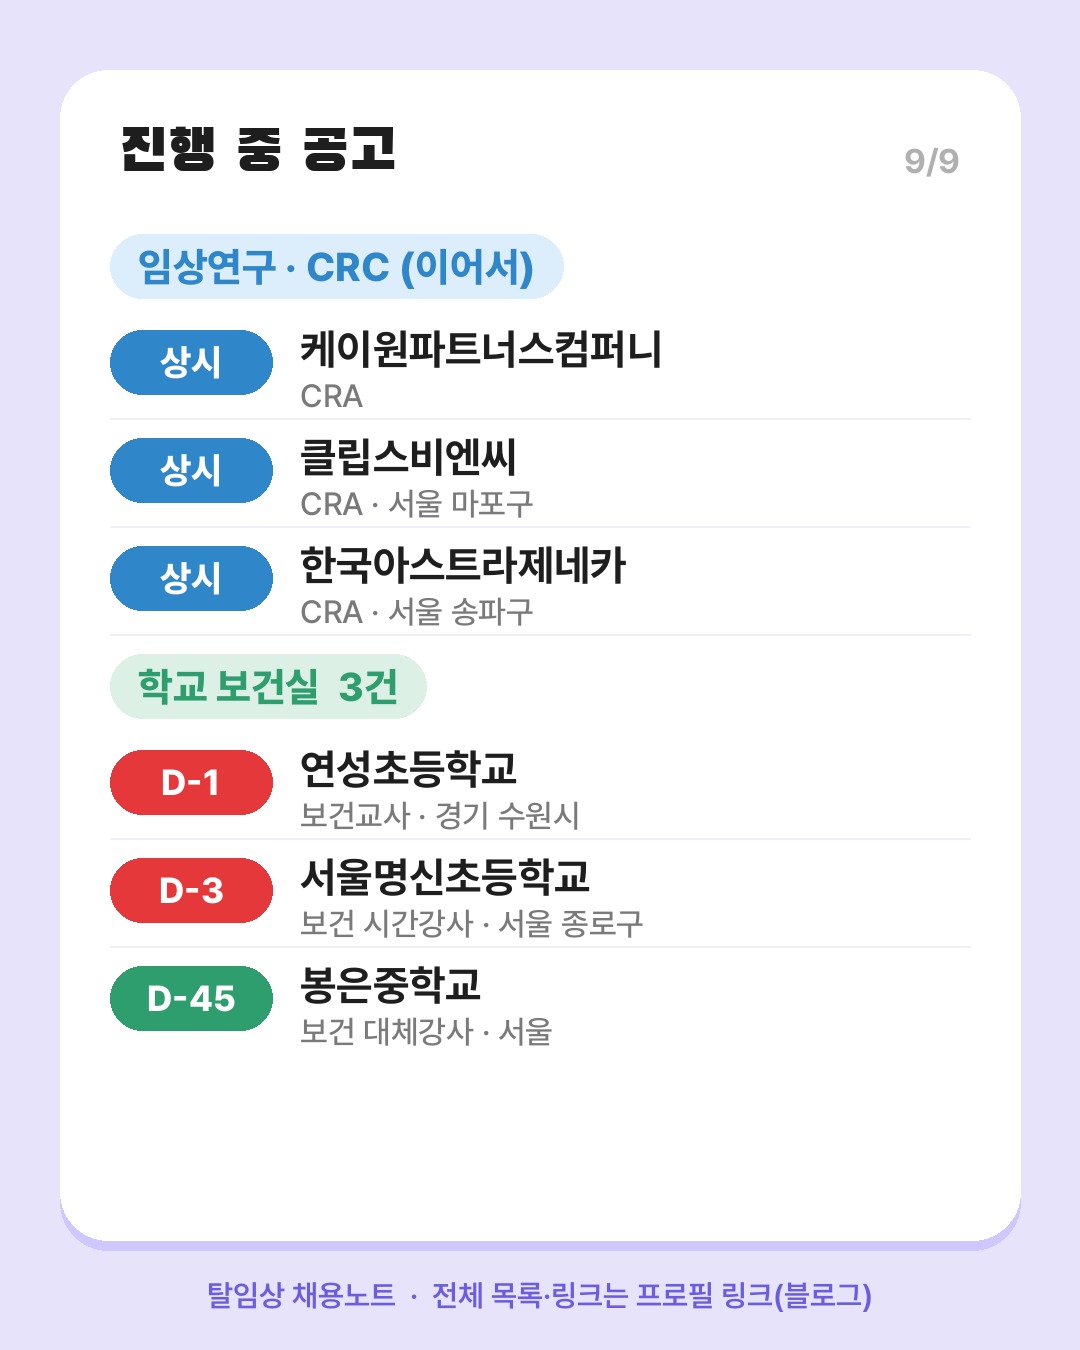 진행 중 공고
9/9
임상연구 · CRC (이어서)
상시
케이원파트너스컴퍼니
CRA
상시
클립스비엔씨
CRA · 서울 마포구
상시
한국아스트라제네카
CRA · 서울 송파구
학교 보건실 3건
D-1
연성초등학교
보건교사 · 경기 수원시
D-3
서울명신초등학교
보건 시간강사 · 서울 종로구
D-45
봉은중학교
보건 대체강사 · 서울
탈임상 채용노트 · 전체 목록·링크는 프로필 링크(블로그)